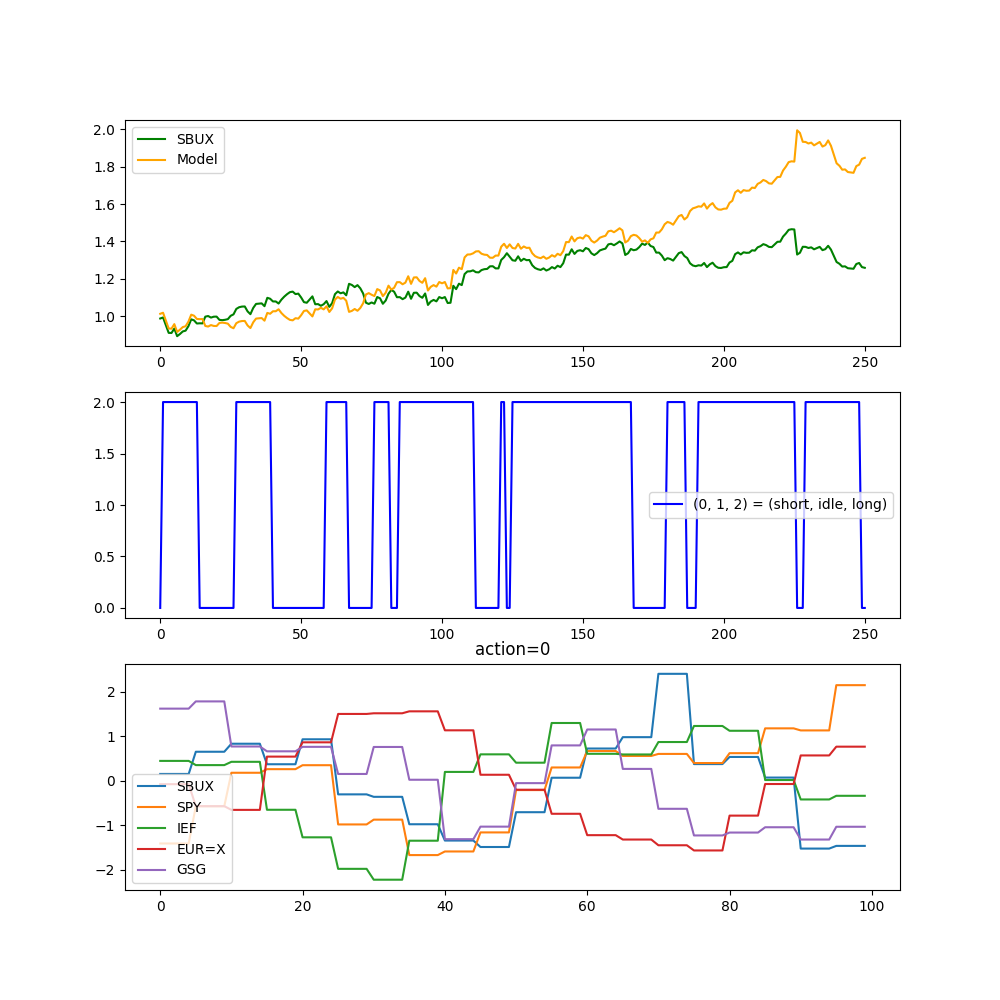 2.0
1.8
1.6
1.4
1.2
1.0
SBUX
Model
0 50 100 150 200 250
2.0
1.5
1.0
0.5
0.0
(0, 1, 2) = (short, idle, long)
0 50 100 150 200 250
action=0
2
1
0
−1
−2
SBUX
SPY
IEF
EUR=X
GSG
0 20 40 60 80 100